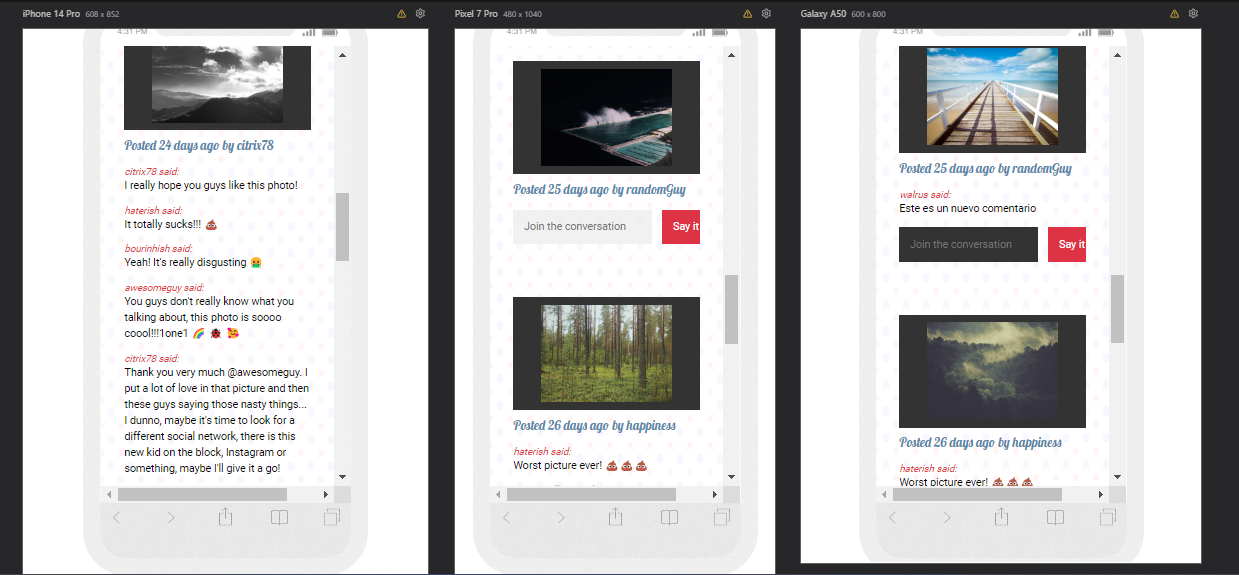 iPhone 14 Pro 608 x 852
4:31 PM
Posted 24 days ago by citrix78
citrix78 said:
I really hope you guys like this photo!
haterish said:
It totally sucks!!! 💩
bourinhish said:
Yeah! It's really disgusting 🤮
awesomeguy said:
You guys don't really know what you
talking about, this photo is soooo
coool!!!1one1 🌈 🐞 🥰
citrix78 said:
Thank you very much @awesomeguy. I
put a lot of love in that picture and then
these guys saying those nasty things...
I dunno, maybe it's time to look for a
different social network, there is this
new kid on the block, Instagram or
something, maybe I'll give it a go!
Pixel 7 Pro 480 x 1040
4:31 PM
Posted 25 days ago by randomGuy
Join the conversation
Say it
Posted 26 days ago by happiness
haterish said:
Worst picture ever! 💩 💩 💩
Galaxy A50 600 x 800
4:31 PM
Posted 25 days ago by randomGuy
walrus said:
Este es un nuevo comentario
Join the conversation
Say it
Posted 26 days ago by happiness
haterish said:
Worst picture ever! 💩 💩 💩